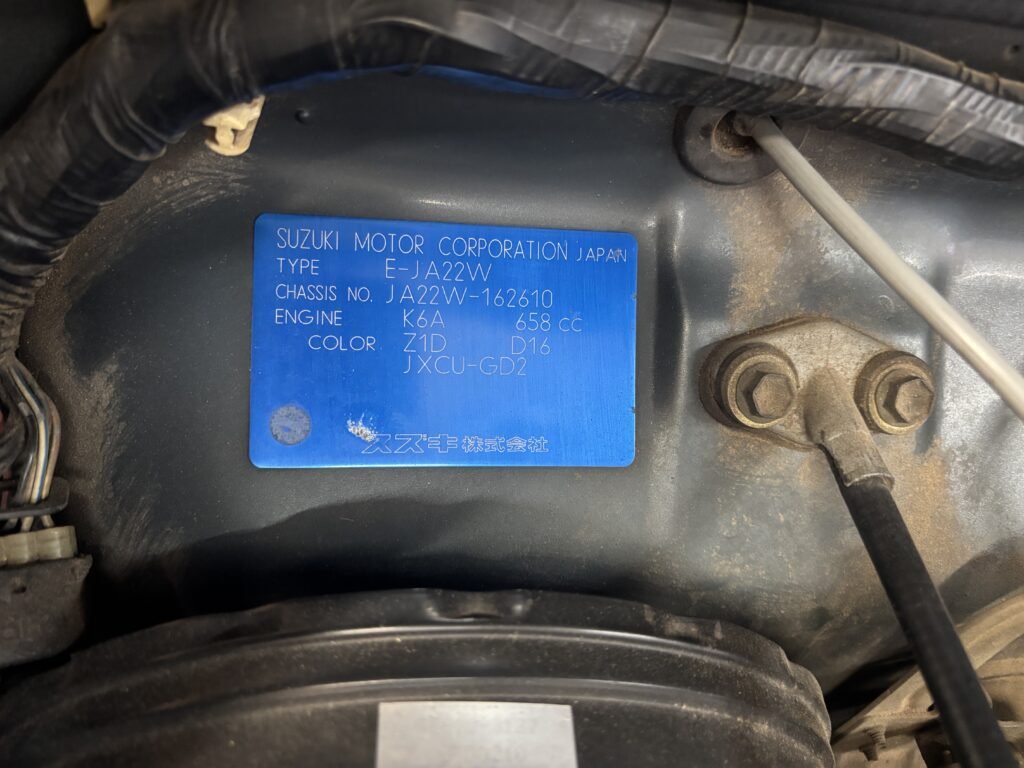 SUZUKI MOTOR CORPORATION JAPAN
TYPE E-JA22W
CHASSIS NO. JA22W-162610
ENGINE K6A 658 CC
COLOR Z1D D16
JXCU-GD2
スズキ株式会社